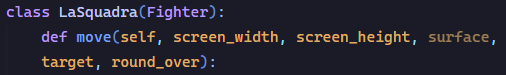 class LaSquadra(Fighter):
def move(self, screen_width, screen_height, surface,
target, round_over):